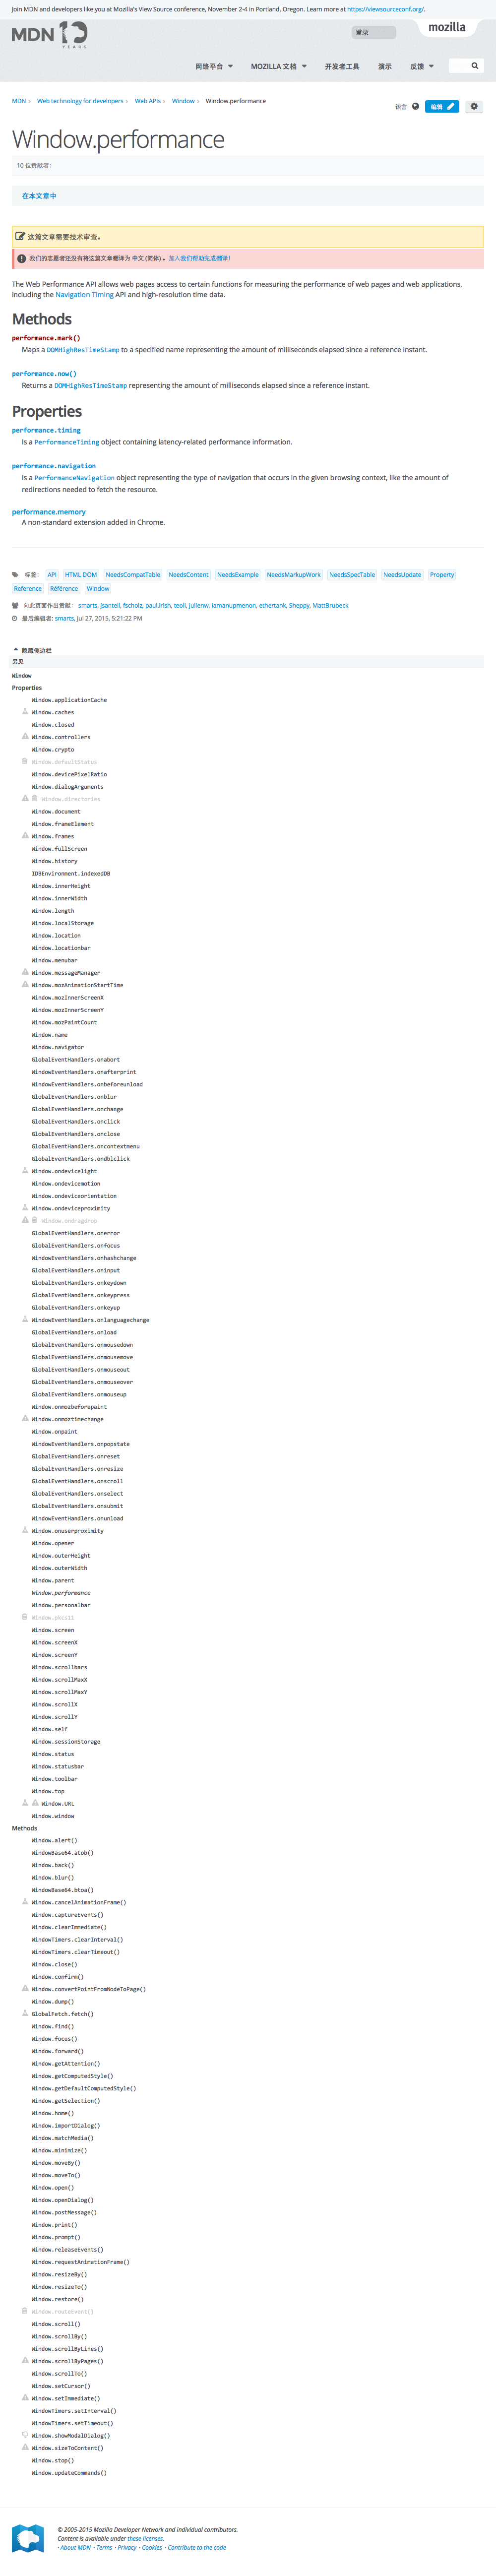 Join MDN and developers like you at Mozilla's View Source conference, November 2-4 in Portland, Oregon. Learn more at https://viewsourceconf.org/.
MDN 10 YEARS
登录
mozilla
网络平台 MOZILLA 文档 开发者工具 演示 反馈
MDN › Web technology for developers › Web APIs › Window › Window.performance
语言 编辑
Window.performance
10 位贡献者:
在本文章中
这篇文章需要技术审查。
我们的志愿者还没有将这篇文章翻译为 中文 (简体) 。加入我们帮助完成翻译!
The Web Performance API allows web pages access to certain functions for measuring the performance of web pages and web applications,
including the Navigation Timing API and high-resolution time data.
Methods
performance.mark()
Maps a DOMHighResTimeStamp to a specified name representing the amount of milliseconds elapsed since a reference instant.
performance.now()
Returns a DOMHighResTimeStamp representing the amount of milliseconds elapsed since a reference instant.
Properties
performance.timing
Is a PerformanceTiming object containing latency-related performance information.
performance.navigation
Is a PerformanceNavigation object representing the type of navigation that occurs in the given browsing context, like the amount of
redirections needed to fetch the resource.
performance.memory
A non-standard extension added in Chrome.
标签: API HTML DOM NeedsCompatTable NeedsContent NeedsExample NeedsMarkupWork NeedsSpecTable NeedsUpdate Property
Reference Référence Window
向此页面作出贡献: smarts, jsantell, fscholz, paul.irish, teoli, julienw, iamanupmenon, ethertank, Sheppy, MattBrubeck
最后编辑者: smarts, Jul 27, 2015, 5:21:22 PM
隐藏侧边栏
另见
Window
Properties
Window.applicationCache
Window.caches
Window.closed
Window.controllers
Window.crypto
Window.defaultStatus
Window.devicePixelRatio
Window.dialogArguments
Window.directories
Window.document
Window.frameElement
Window.frames
Window.fullScreen
Window.history
IDBEnvironment.indexedDB
Window.innerHeight
Window.innerWidth
Window.length
Window.localStorage
Window.location
Window.locationbar
Window.menubar
Window.messageManager
Window.mozAnimationStartTime
Window.mozInnerScreenX
Window.mozInnerScreenY
Window.mozPaintCount
Window.name
Window.navigator
GlobalEventHandlers.onabort
WindowEventHandlers.onafterprint
WindowEventHandlers.onbeforeunload
GlobalEventHandlers.onblur
GlobalEventHandlers.onchange
GlobalEventHandlers.onclick
GlobalEventHandlers.onclose
GlobalEventHandlers.oncontextmenu
GlobalEventHandlers.ondblclick
Window.ondevicelight
Window.ondevicemotion
Window.ondeviceorientation
Window.ondeviceproximity
Window.ondragdrop
GlobalEventHandlers.onerror
GlobalEventHandlers.onfocus
WindowEventHandlers.onhashchange
GlobalEventHandlers.oninput
GlobalEventHandlers.onkeydown
GlobalEventHandlers.onkeypress
GlobalEventHandlers.onkeyup
WindowEventHandlers.onlanguagechange
GlobalEventHandlers.onload
GlobalEventHandlers.onmousedown
GlobalEventHandlers.onmousemove
GlobalEventHandlers.onmouseout
GlobalEventHandlers.onmouseover
GlobalEventHandlers.onmouseup
Window.onmozbeforepaint
Window.onmoztimechange
Window.onpaint
WindowEventHandlers.onpopstate
GlobalEventHandlers.onreset
GlobalEventHandlers.onresize
GlobalEventHandlers.onscroll
GlobalEventHandlers.onselect
GlobalEventHandlers.onsubmit
WindowEventHandlers.onunload
Window.onuserproximity
Window.opener
Window.outerHeight
Window.outerWidth
Window.parent
Window.performance
Window.personalbar
Window.pkcs11
Window.screen
Window.screenX
Window.screenY
Window.scrollbars
Window.scrollMaxX
Window.scrollMaxY
Window.scrollX
Window.scrollY
Window.self
Window.sessionStorage
Window.status
Window.statusbar
Window.toolbar
Window.top
Window.URL
Window.window
Methods
Window.alert()
WindowBase64.atob()
Window.back()
Window.blur()
WindowBase64.btoa()
Window.cancelAnimationFrame()
Window.captureEvents()
Window.clearImmediate()
WindowTimers.clearInterval()
WindowTimers.clearTimeout()
Window.close()
Window.confirm()
Window.convertPointFromNodeToPage()
Window.dump()
GlobalFetch.fetch()
Window.find()
Window.focus()
Window.forward()
Window.getAttention()
Window.getComputedStyle()
Window.getDefaultComputedStyle()
Window.getSelection()
Window.home()
Window.importDialog()
Window.matchMedia()
Window.minimize()
Window.moveBy()
Window.moveTo()
Window.open()
Window.openDialog()
Window.postMessage()
Window.print()
Window.prompt()
Window.releaseEvents()
Window.requestAnimationFrame()
Window.resizeBy()
Window.resizeTo()
Window.restore()
Window.routeEvent()
Window.scroll()
Window.scrollBy()
Window.scrollByLines()
Window.scrollByPages()
Window.scrollTo()
Window.setCursor()
Window.setImmediate()
WindowTimers.setInterval()
WindowTimers.setTimeout()
Window.showModalDialog()
Window.sizeToContent()
Window.stop()
Window.updateCommands()
© 2005-2015 Mozilla Developer Network and individual contributors.
Content is available under these licenses.
· About MDN · Terms · Privacy · Cookies · Contribute to the code